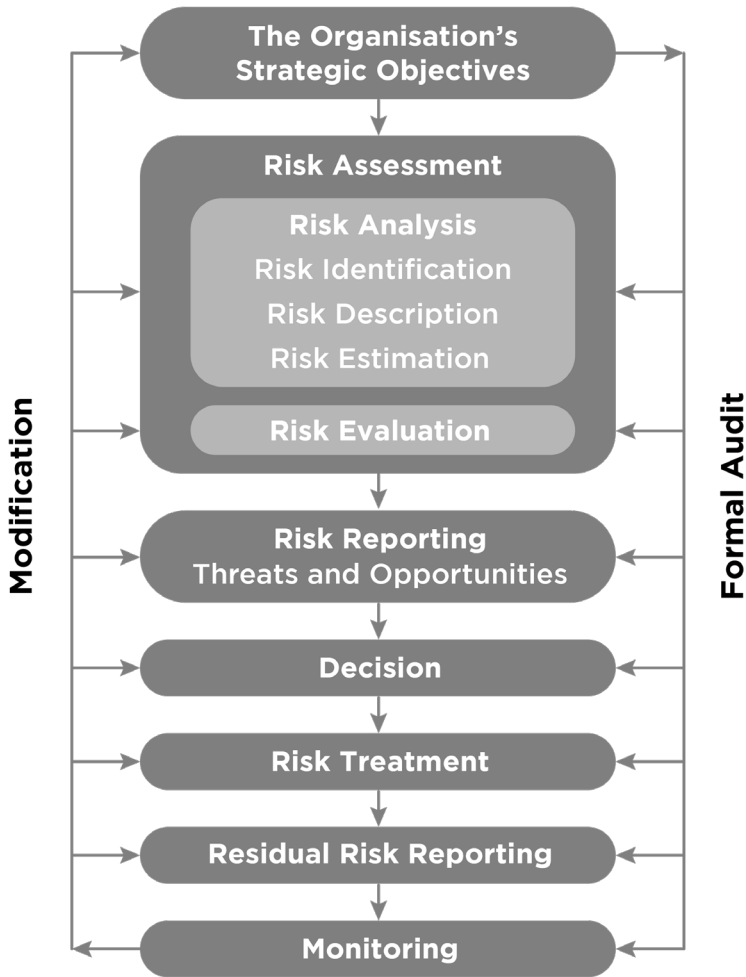 The Organisation's
Strategic Objectives
Risk Assessment
Risk Analysis
Risk Identification
Risk Description
Risk Estimation
Risk Evaluation
Risk Reporting
Threats and Opportunities
Decision
Risk Treatment
Residual Risk Reporting
Monitoring
Modification
Formal Audit